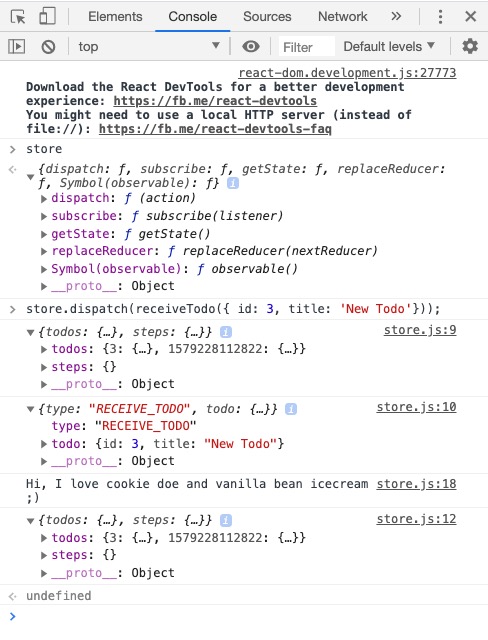 Elements Console Sources Network »
top Filter Default levels
react-dom.development.js:27773
Download the React DevTools for a better development
experience: https://fb.me/react-devtools
You might need to use a local HTTP server (instead of
file://): https://fb.me/react-devtools-faq
> store
{dispatch: ƒ, subscribe: ƒ, getState: ƒ, replaceReducer:
ƒ, Symbol(observable): ƒ} i
dispatch: ƒ (action)
subscribe: ƒ subscribe(listener)
getState: ƒ getState()
replaceReducer: ƒ replaceReducer(nextReducer)
Symbol(observable): ƒ observable()
__proto__: Object
> store.dispatch(receiveTodo({ id: 3, title: 'New Todo'}));
{todos: {…}, steps: {…}} i store.js:9
todos: {3: {…}, 1579228112822: {…}}
steps: {}
__proto__: Object
{type: "RECEIVE_TODO", todo: {…}} i store.js:10
type: "RECEIVE_TODO"
todo: {id: 3, title: "New Todo"}
__proto__: Object
Hi, I love cookie doe and vanilla bean icecream store.js:18
;)
{todos: {…}, steps: {…}} i store.js:12
todos: {3: {…}, 1579228112822: {…}}
steps: {}
__proto__: Object
undefined
>